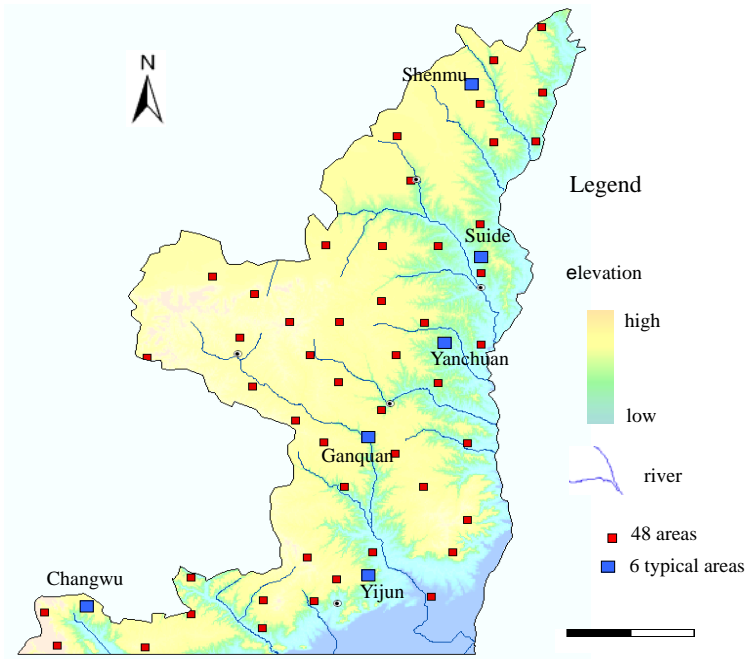 N
Shenmu
Legend
Suide
elevation
high
Yanchuan
low
Ganquan
river
48 areas
6 typical areas
Changwu
Yijun